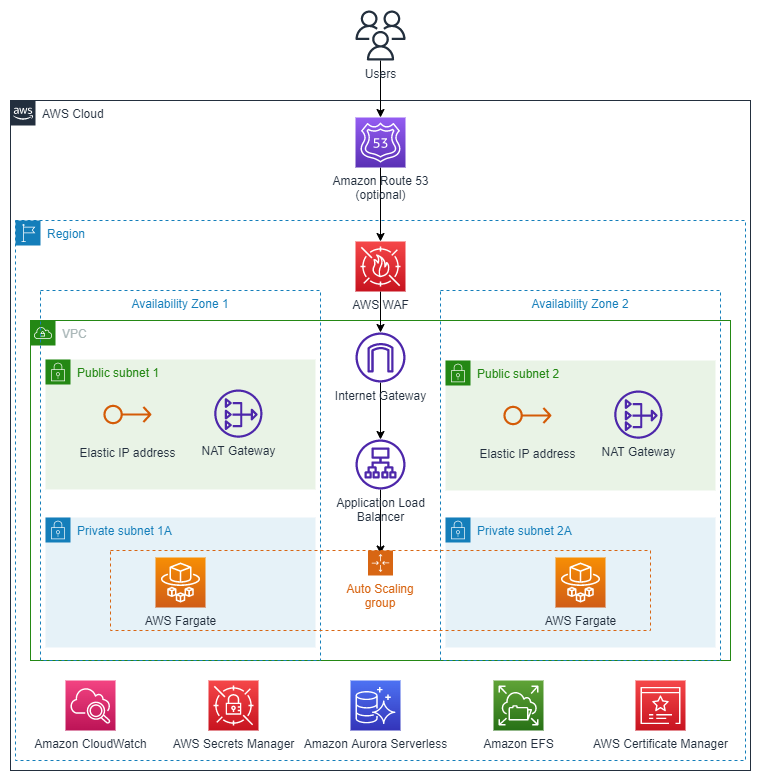 Users
aws
AWS Cloud
53
Amazon Route 53
(optional)
Region
AWS WAF
Availability Zone 1
Availability Zone 2
VPC
Public subnet 1
Public subnet 2
Internet Gateway
Elastic IP address
NAT Gateway
Elastic IP address
NAT Gateway
Application Load
Balancer
Private subnet 1A
Private subnet 2A
Auto Scaling
group
AWS Fargate
AWS Fargate
Amazon CloudWatch
AWS Secrets Manager
Amazon Aurora Serverless
Amazon EFS
AWS Certificate Manager